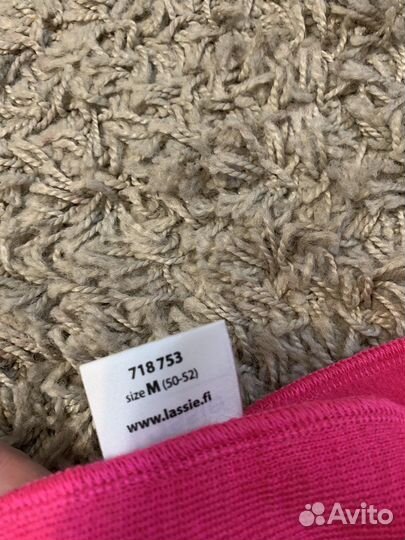 718 753
size M (50-52)
www.lassie.fi
Avito